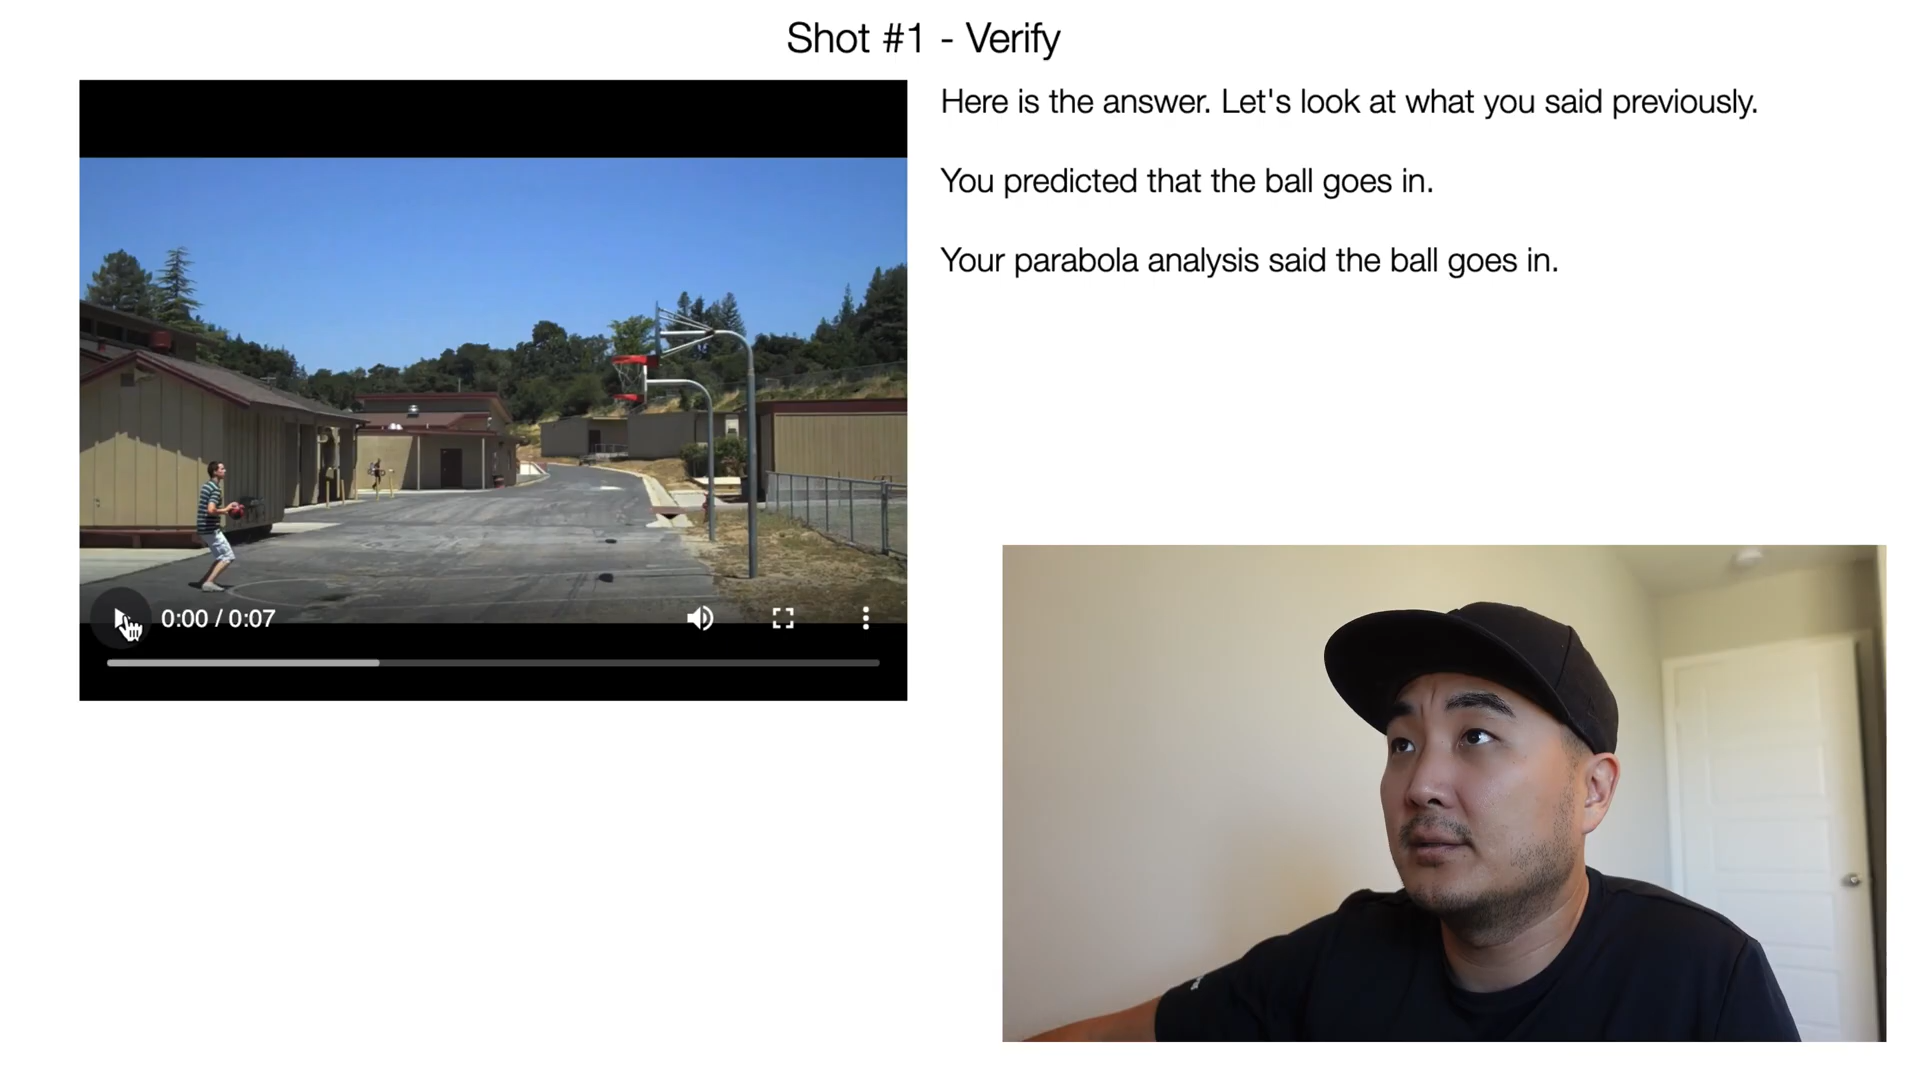 Shot #1 - Verify
Here is the answer. Let's look at what you said previously.
You predicted that the ball goes in.
Your parabola analysis said the ball goes in.
0:00 / 0:07